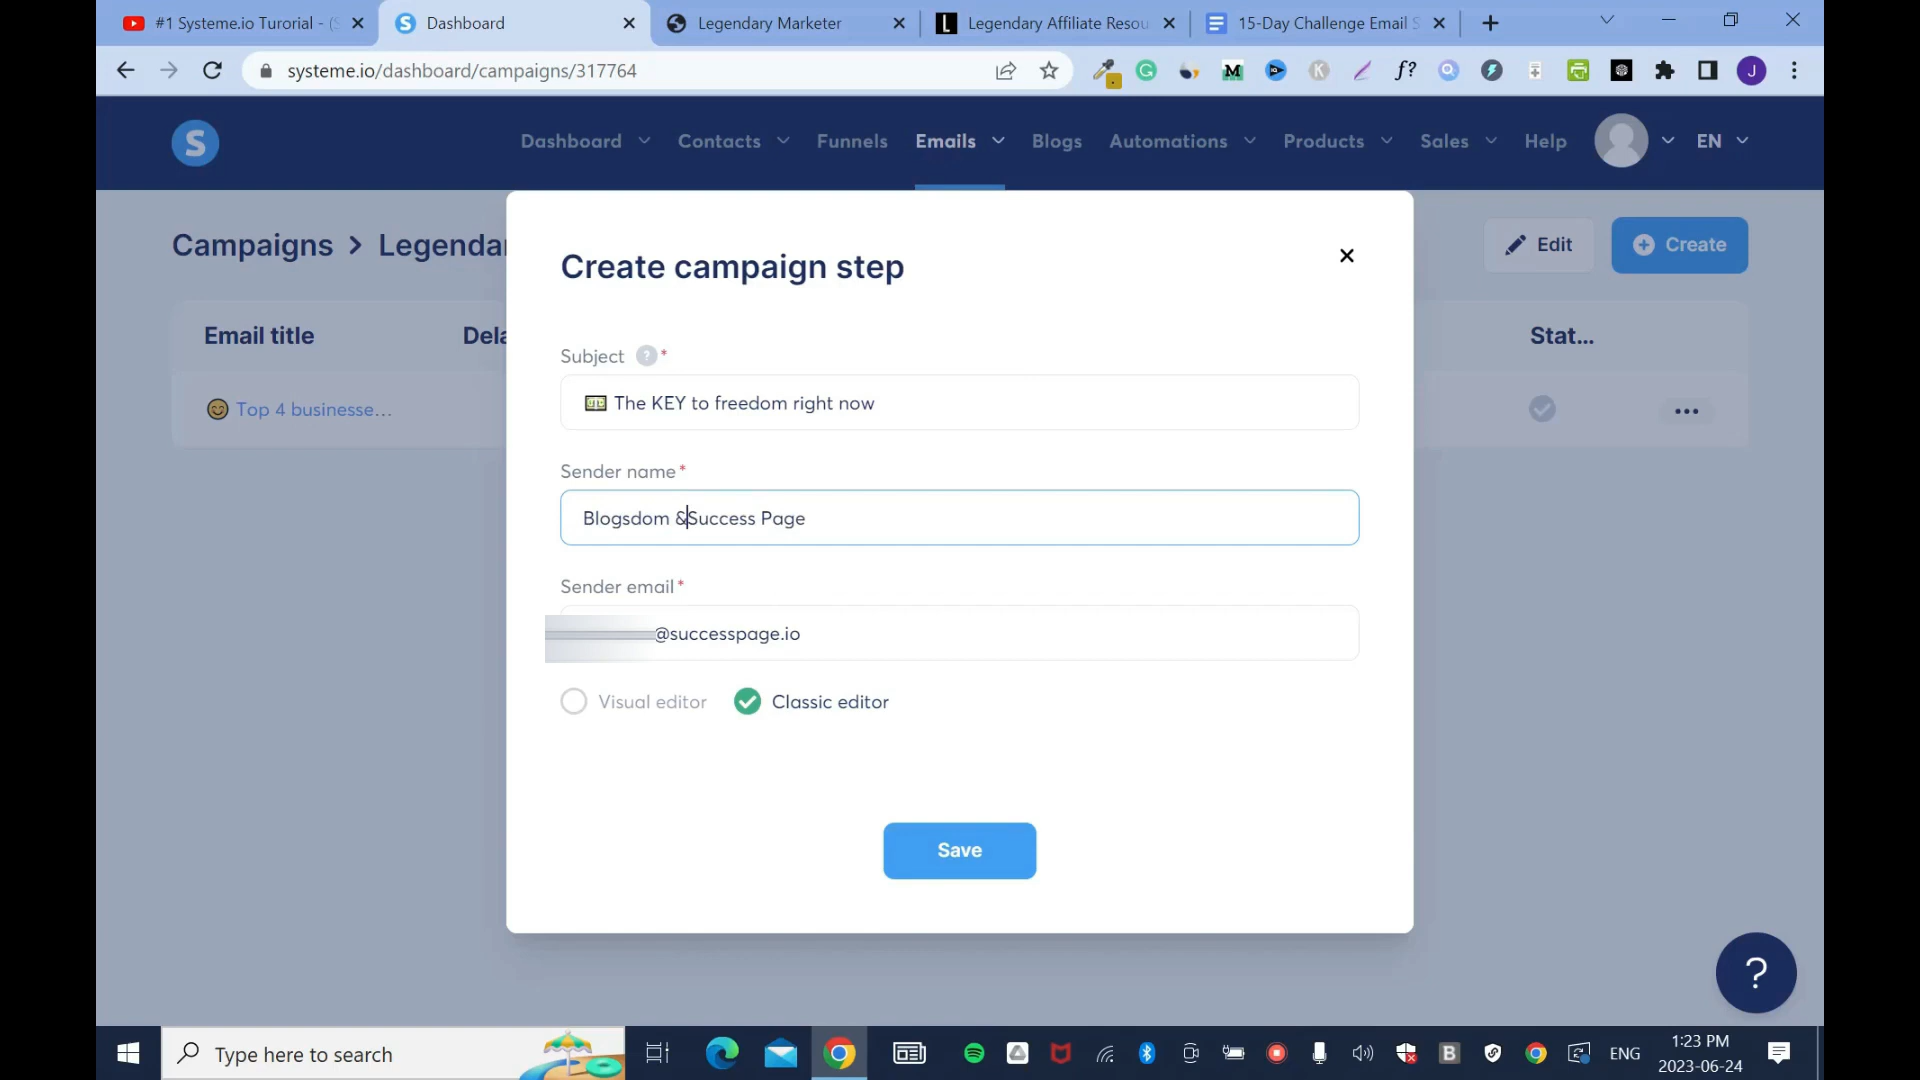 #1 Systeme.io Turorial - (S
Dashboard
Legendary Marketer
Legendary Affiliate Resou
15-Day Challenge Email S
systeme.io/dashboard/campaigns/317764
Dashboard
Contacts
Funnels
Emails
Blogs
Automations
Products
Sales
Help
EN
Campaigns > Legendar
Edit
Create
Email title
Dela
Stat...
Top 4 businesse...
Create campaign step
Subject ? *
The KEY to freedom right now
Sender name*
Blogsdom &Success Page
Sender email*
@successpage.io
Visual editor
Classic editor
Save
?
Type here to search
ENG
1:23 PM
2023-06-24